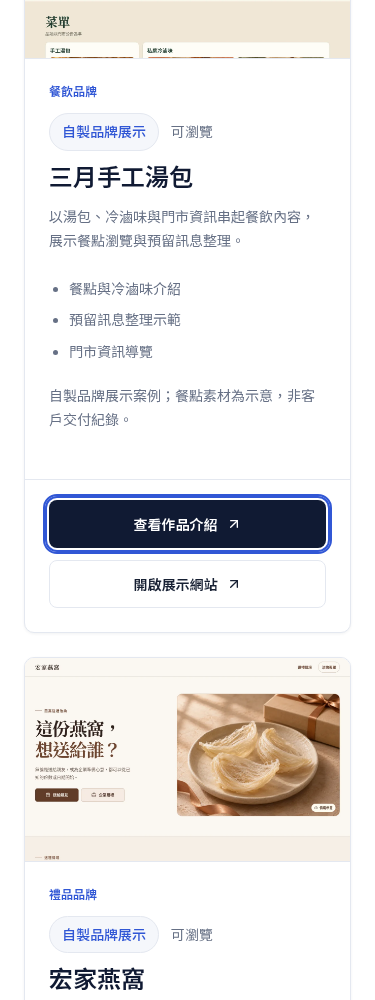 菜單
手工湯包
私房冷滷味
餐飲品牌
自製品牌展示
可瀏覽
三月手工湯包
以湯包、冷滷味與門市資訊串起餐飲內容，
展示餐點瀏覽與預留訊息整理。
餐點與冷滷味介紹
預留訊息整理示範
門市資訊導覽
自製品牌展示案例；餐點素材為示意，非客
戶交付紀錄。
查看作品介紹
開啟展示網站
宏家燕窩
這份燕窩，
想送給誰？
禮品品牌
自製品牌展示
可瀏覽
宏家燕窩